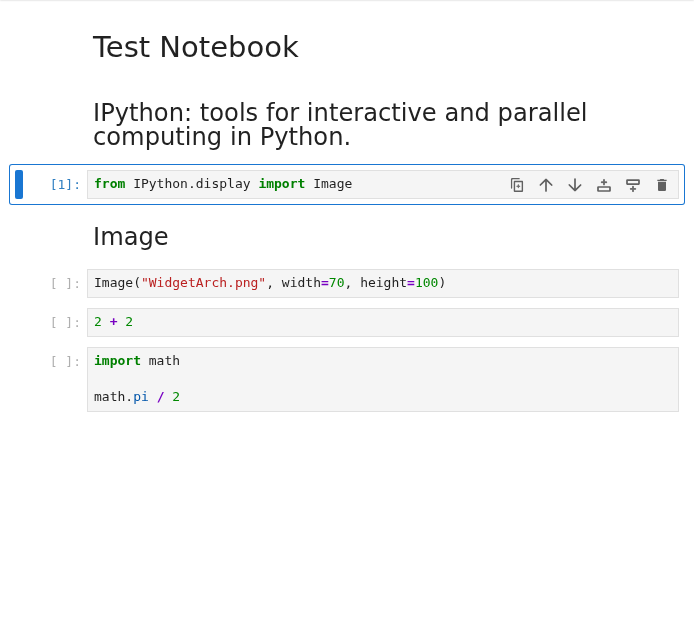 Test Notebook
IPython: tools for interactive and parallel
computing in Python.
[1]: from IPython.display import Image
Image
[ ]: Image("WidgetArch.png", width=70, height=100)
[ ]: 2 + 2
[ ]: import math
math.pi / 2